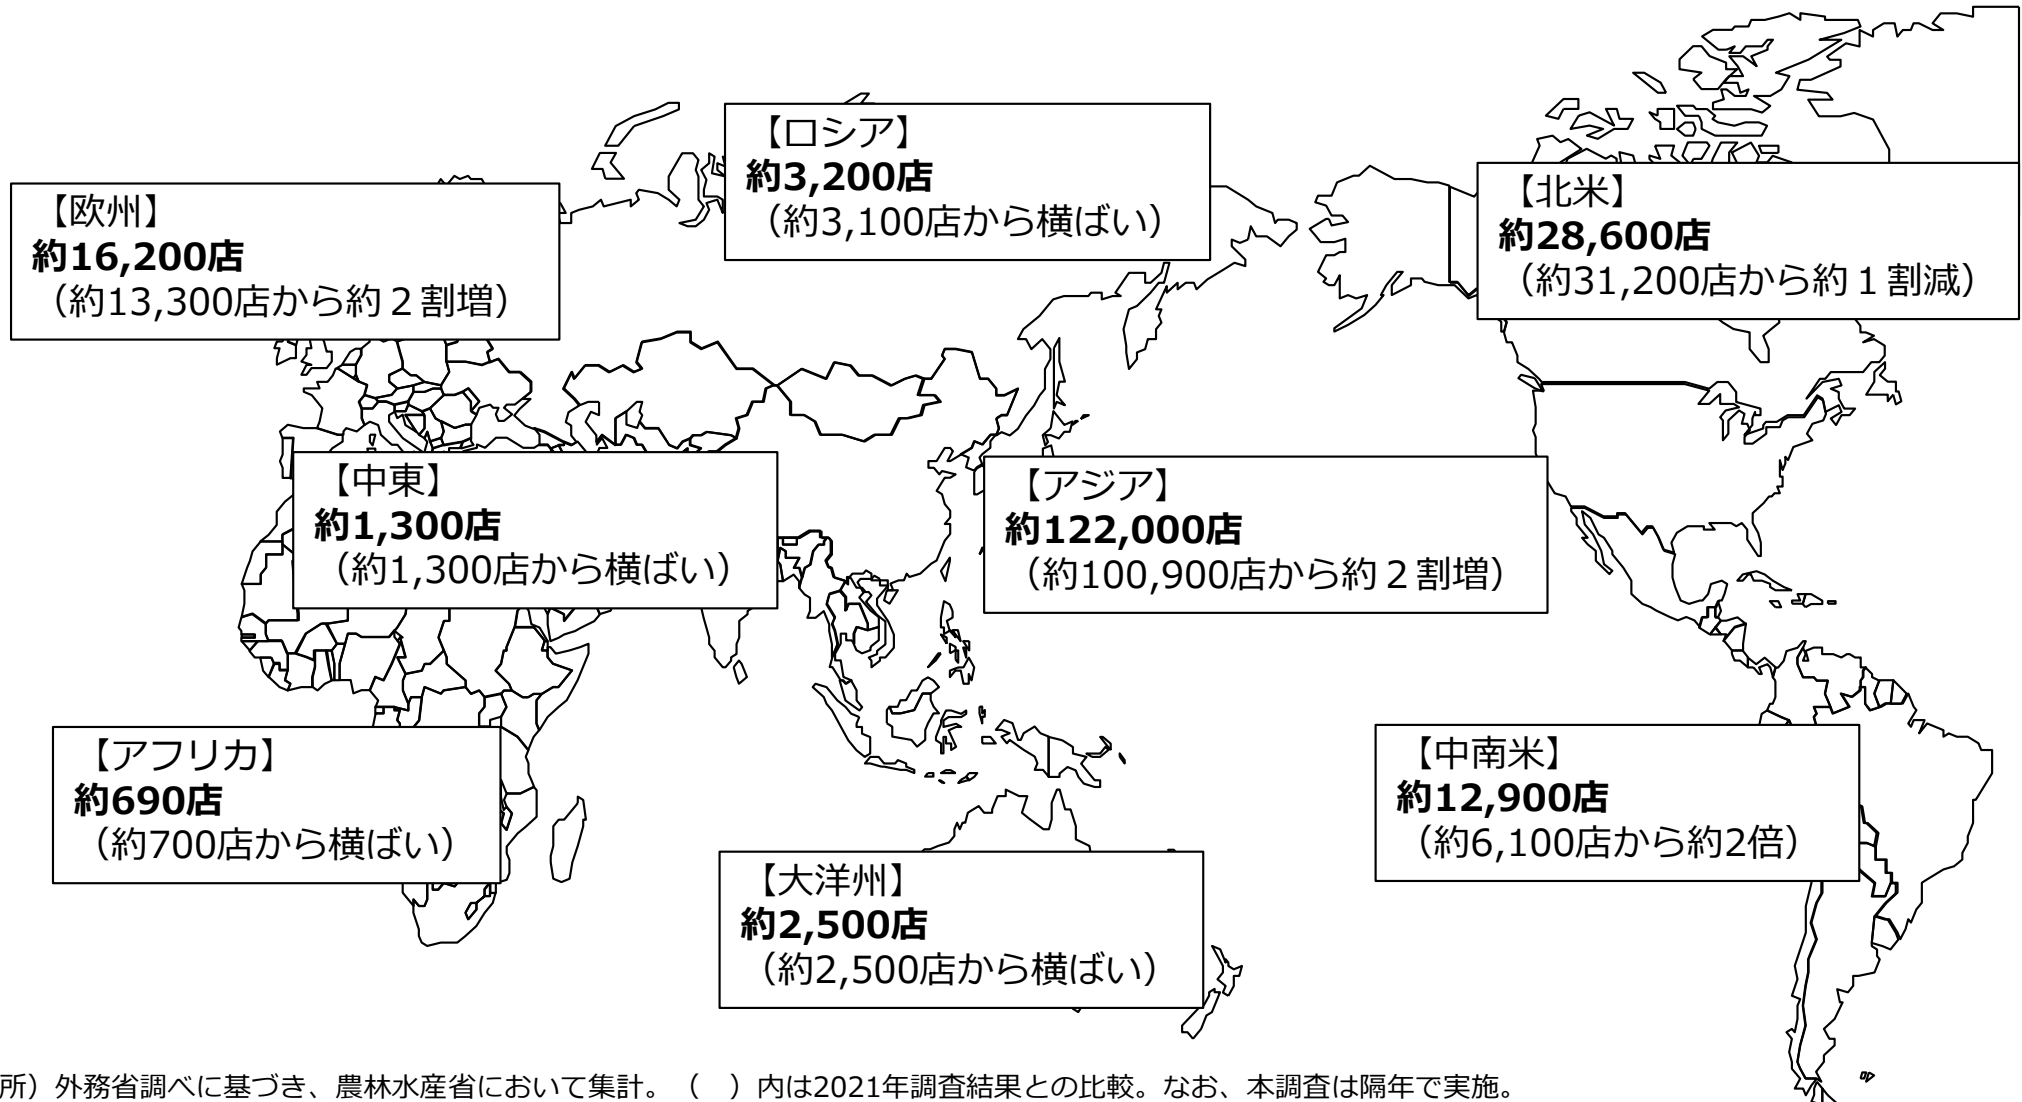 【ロシア】
約3,200店
（約3,100店から横ばい）
【北米】
約28,600店
（約31,200店から約１割減）
【欧州】
約16,200店
（約13,300店から約２割増）
【中東】
約1,300店
（約1,300店から横ばい）
【アジア】
約122,000店
（約100,900店から約２割増）
【アフリカ】
約690店
（約700店から横ばい）
【中南米】
約12,900店
（約6,100店から約2倍）
【大洋州】
約2,500店
（約2,500店から横ばい）
所）外務省調べに基づき、農林水産省において集計。（　）内は2021年調査結果との比較。なお、本調査は隔年で実施。